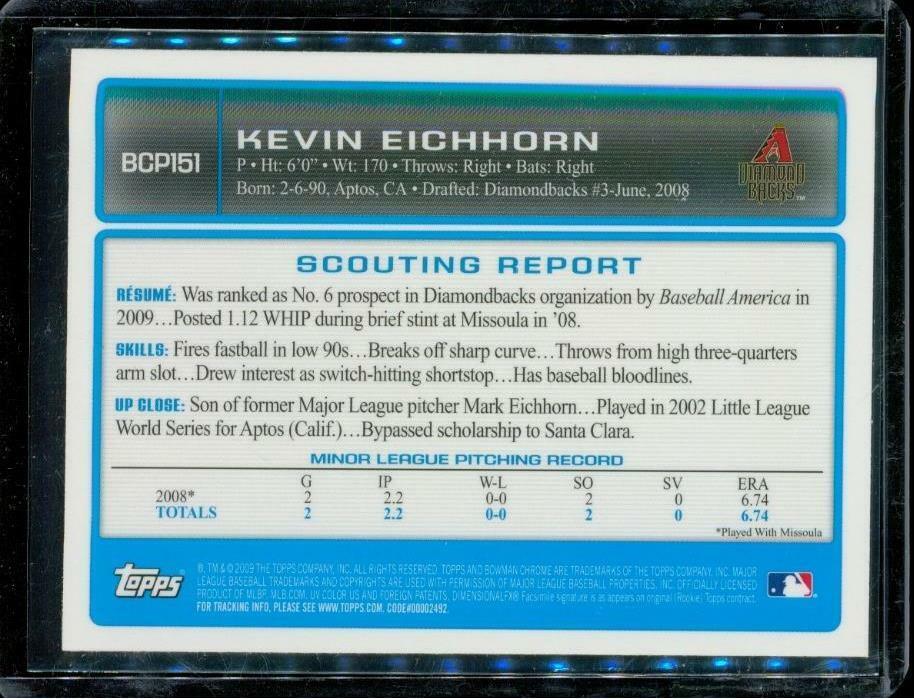 BCP151
KEVIN EICHHORN
P • Ht: 6'0" • Wt: 170 • Throws: Right • Bats: Right
Born: 2-6-90, Aptos, CA • Drafted: Diamondbacks #3-June, 2008
DIAMOND
BACKS™
SCOUTING REPORT
RÉSUMÉ: Was ranked as No. 6 prospect in Diamondbacks organization by Baseball America in
2009...Posted 1.12 WHIP during brief stint at Missoula in '08.
SKILLS: Fires fastball in low 90s...Breaks off sharp curve...Throws from high three-quarters
arm slot...Drew interest as switch-hitting shortstop...Has baseball bloodlines.
UP CLOSE: Son of former Major League pitcher Mark Eichhorn...Played in 2002 Little League
World Series for Aptos (Calif.)...Bypassed scholarship to Santa Clara.
MINOR LEAGUE PITCHING RECORD
G IP W-L SO SV ERA
2008* 2 2.2 0-0 2 0 6.74
TOTALS 2 2.2 0-0 2 0 6.74
*Played With Missoula
Topps
®, TM & © 2009 THE TOPPS COMPANY, INC. ALL RIGHTS RESERVED. TOPPS AND BOWMAN CHROME ARE TRADEMARKS OF THE TOPPS COMPANY, INC. MAJOR
LEAGUE BASEBALL TRADEMARKS AND COPYRIGHTS ARE USED WITH PERMISSION OF MAJOR LEAGUE BASEBALL PROPERTIES, INC. OFFICIALLY LICENSED
PRODUCT OF MLBP. MLB.COM. UV COLOR US AND FOREIGN PATENTS. DIMENSIONALFX® Facsimile signature is as appears on original (Rookie) Topps contract.
FOR TRACKING INFO, PLEASE SEE WWW.TOPPS.COM. CODE#00002492